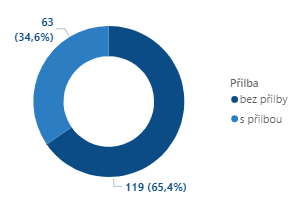 63
(34,6%)
Přilba
bez přilby
s přilbou
119 (65,4%)